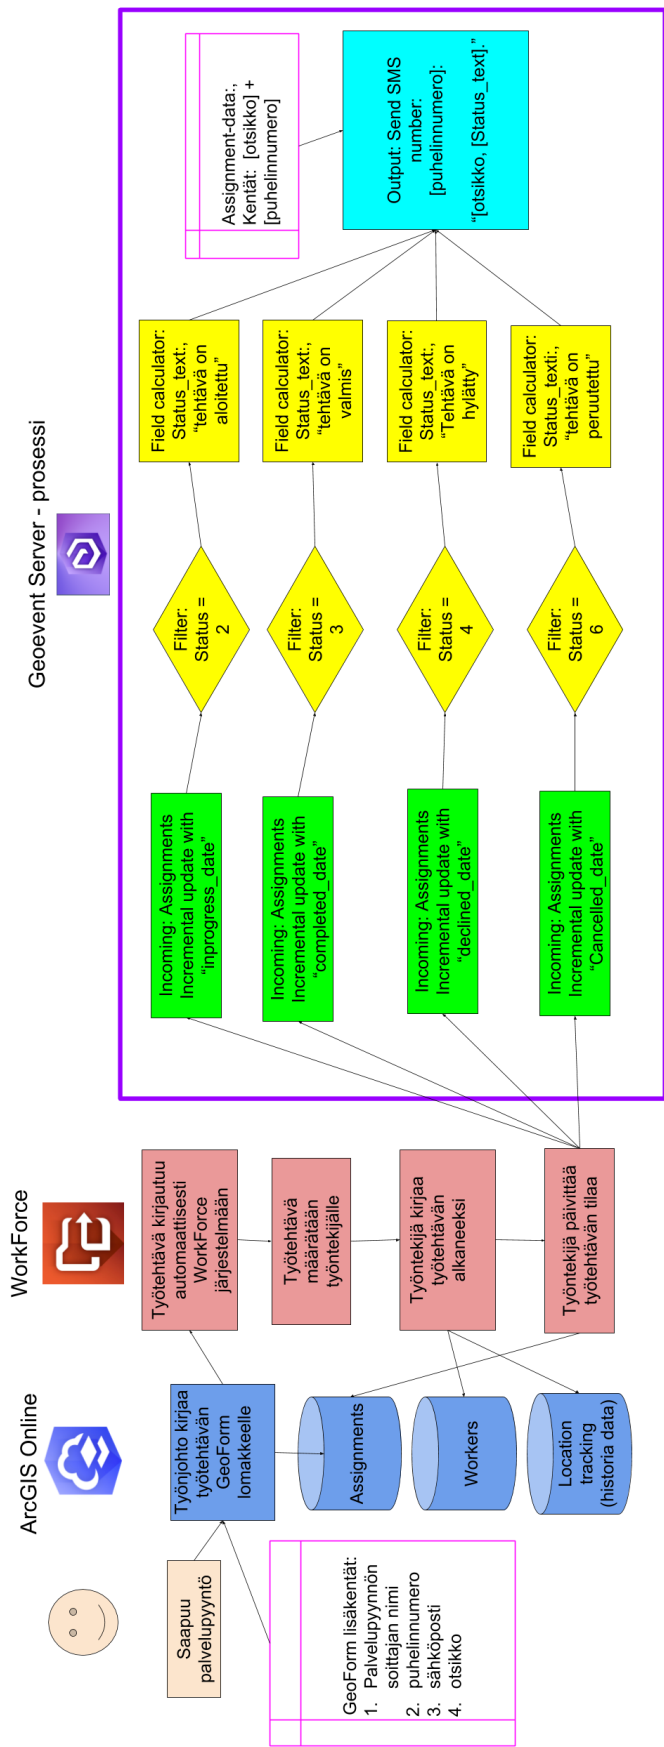 ArcGIS Online
WorkForce
Geoevent Server - prosessi
Saapuu
palvelupyyntö
GeoForm lisäkentät:
1. Palvelupyynnön
soittajan nimi
2. puhelinnumero
3. sähköposti
4. otsikko
Työnjohto kirjaa
työtehtävän
GeoForm
lomakkeelle
Assignments
Workers
Location
tracking
(historia data)
Työtehtävä kirjautuu
automaattisesti
WorkForce
järjestelmään
Työtehtävä
määrätään
työntekijälle
Työntekijä kirjaa
työtehtävän
alkaneeksi
Työntekijä päivittää
työtehtävän tilaa
Incoming: Assignments
Incremental update with
“inprogress_date”
Incoming: Assignments
Incremental update with
“completed_date”
Incoming: Assignments
Incremental update with
“declined_date”
Incoming: Assignments
Incremental update with
“Cancelled_date”
Filter:
Status =
2
Filter:
Status =
3
Filter:
Status =
4
Filter:
Status =
6
Field calculator:
Status_text:,
“tehtävä on
aloitettu”
Field calculator:
Status_text:,
“tehtävä on
valmis”
Field calculator:
Status_text:,
“Tehtävä on
hylätty”
Field calculator:
Status_texti:,
“tehtävä on
peruutettu”
Assignment-data:,
Kentät: [otsikko] +
[puhelinnumero]
Output: Send SMS
number:
[puhelinnumero]:
“[otsikko, [Status_text].”